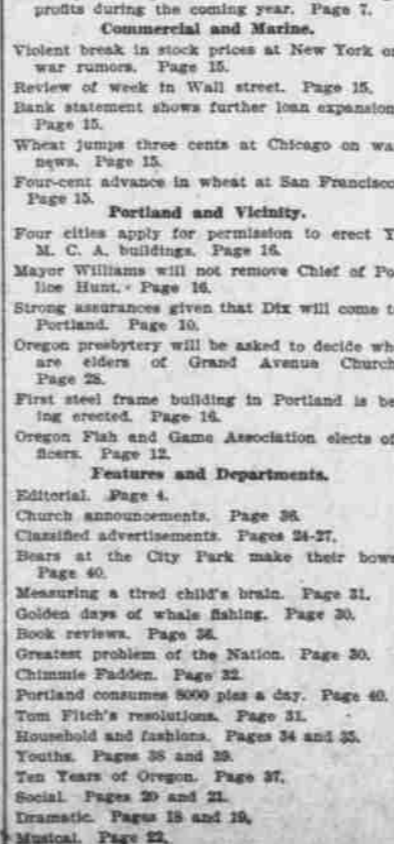 profits during the coming year. Page 7.
Commercial and Marine.
Violent break in stock prices at New York on
war rumors. Page 15.
Review of week in Wall street. Page 15.
Bank statement shows further loan expansion.
Page 15.
Wheat jumps three cents at Chicago on war
news. Page 15.
Four-cent advance in wheat at San Francisco.
Page 15.
Portland and Vicinity.
Four cities apply for permission to erect Y.
M. C. A. buildings. Page 16.
Mayor Williams will not remove Chief of Po-
lice Hunt. Page 16.
Strong assurances given that Dix will come to
Portland. Page 10.
Oregon presbytery will be asked to decide who
are elders of Grand Avenue Church.
Page 28.
First steel frame building in Portland is be-
ing erected. Page 16.
Oregon Fish and Game Association elects of-
ficers. Page 12.
Features and Departments.
Editorial. Page 4.
Church announcements. Page 36.
Classified advertisements. Pages 24-27.
Bears at the City Park make their bows.
Page 40.
Measuring a tired child's brain. Page 31.
Golden days of whale fishing. Page 30.
Book reviews. Page 36.
Greatest problem of the Nation. Page 30.
Chimmie Fadden. Page 32.
Portland consumes 8000 pies a day. Page 40.
Tom Fitch's resolutions. Page 31.
Household and fashions. Pages 34 and 35.
Youths. Pages 38 and 39.
Ten Years of Oregon. Page 37.
Social. Pages 20 and 21.
Dramatic. Pages 18 and 19.
Musical. Page 22.